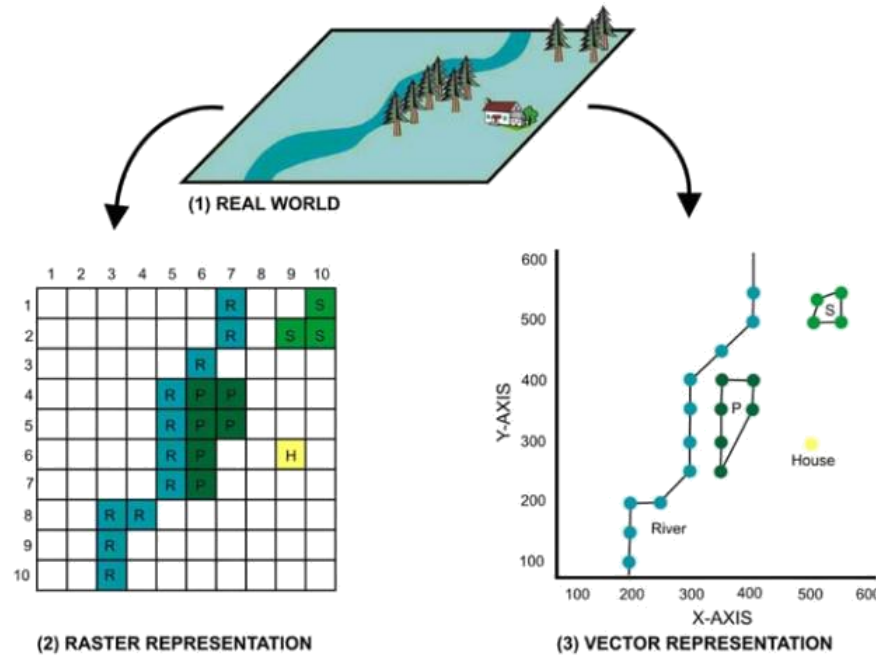 (1) REAL WORLD
1 2 3 4 5 6 7 8 9 10
1 R S
2 R S S
3 R
4 R P P
5 R P P
6 R P H
7 R P
8 R R
9 R
10 R
(2) RASTER REPRESENTATION
600
500
400
300
200
100
Y-AXIS
S
P
House
River
100 200 300 400 500 600
X-AXIS
(3) VECTOR REPRESENTATION